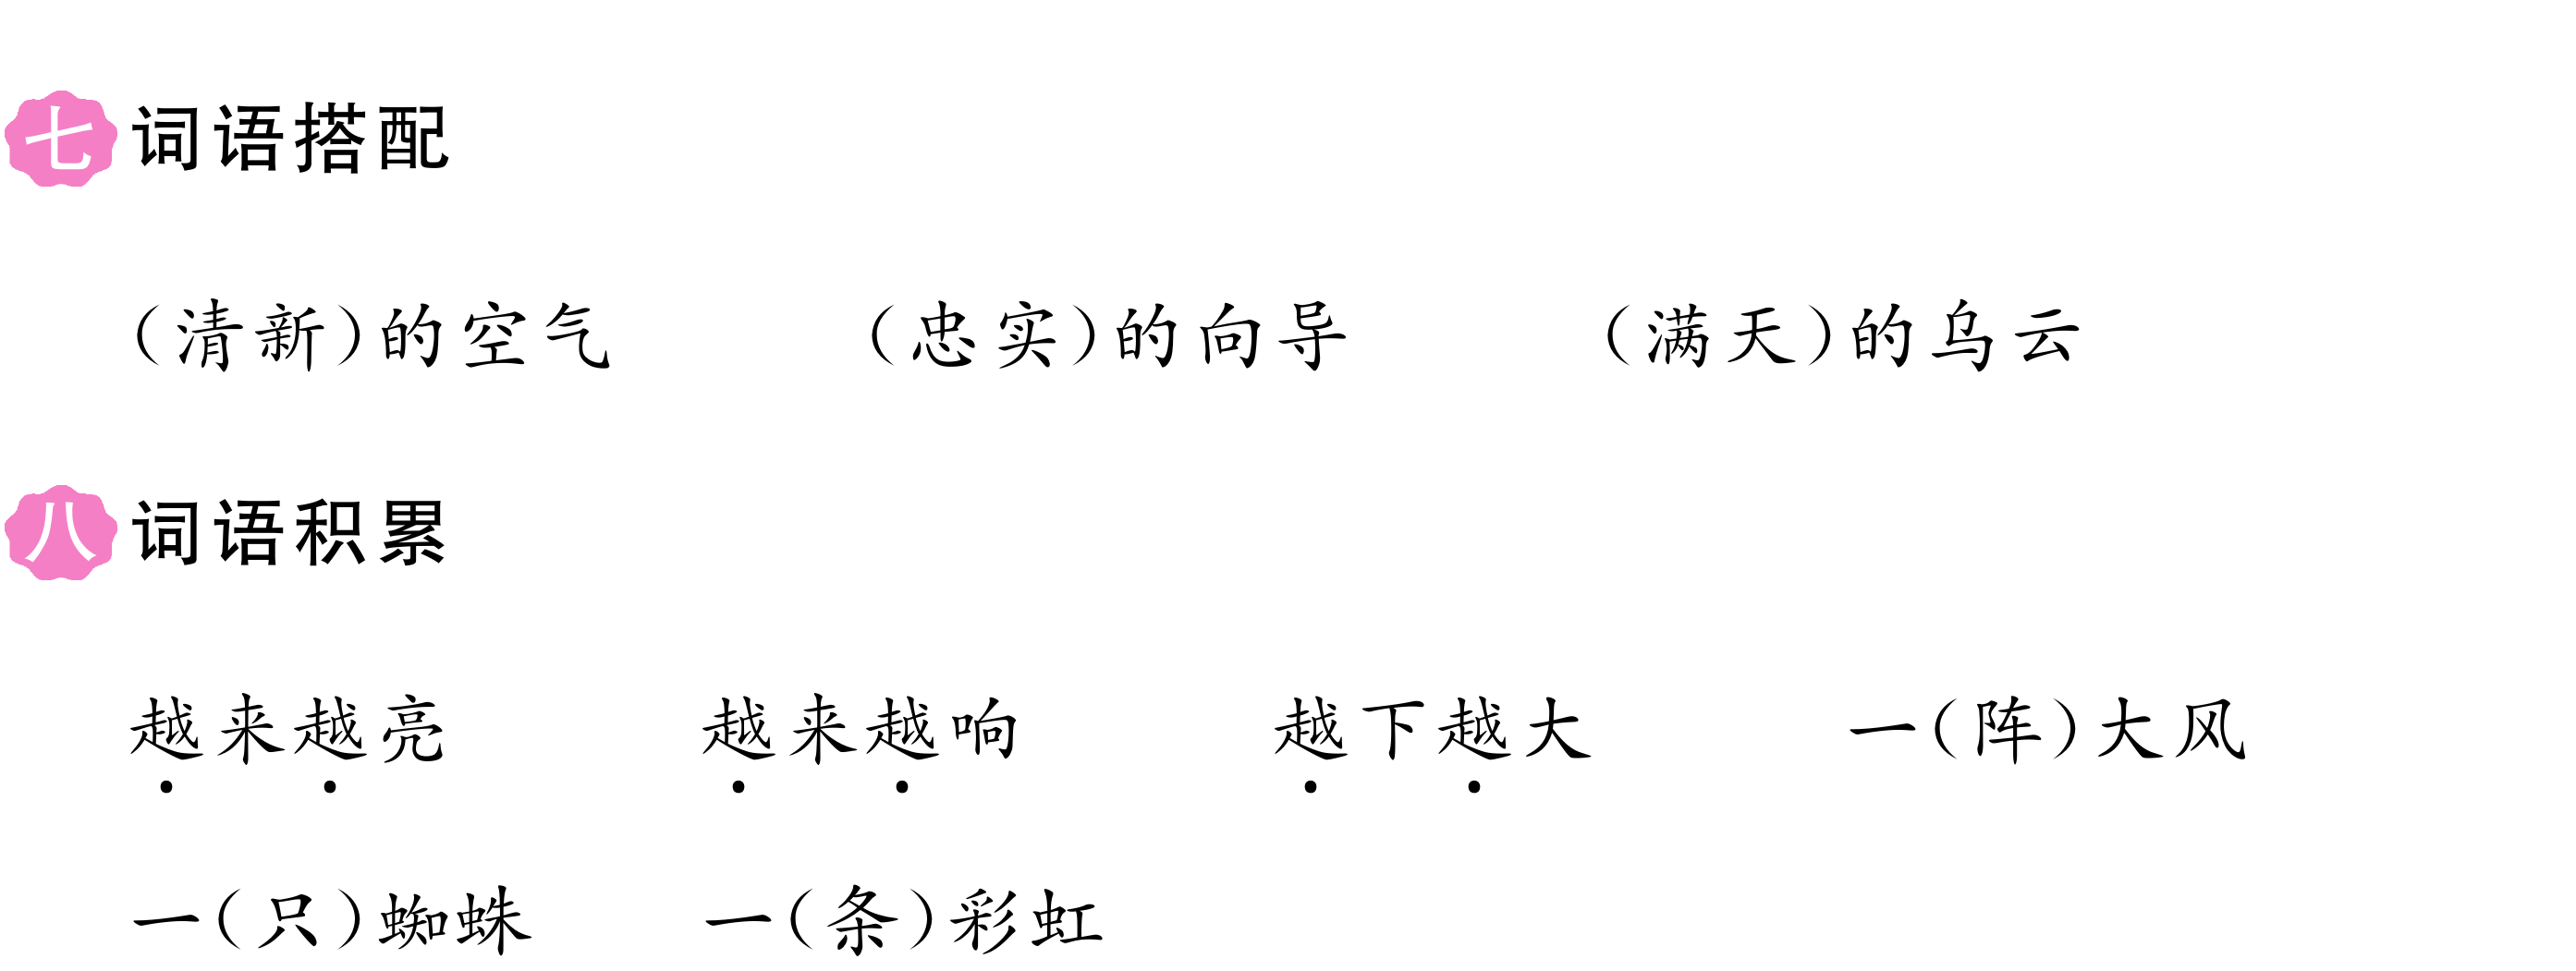 七 词语搭配
（清新）的空气 （忠实）的向导 （满天）的乌云
八 词语积累
越来越亮 越来越响 越下越大 一（阵）大风
一（只）蜘蛛 一（条）彩虹